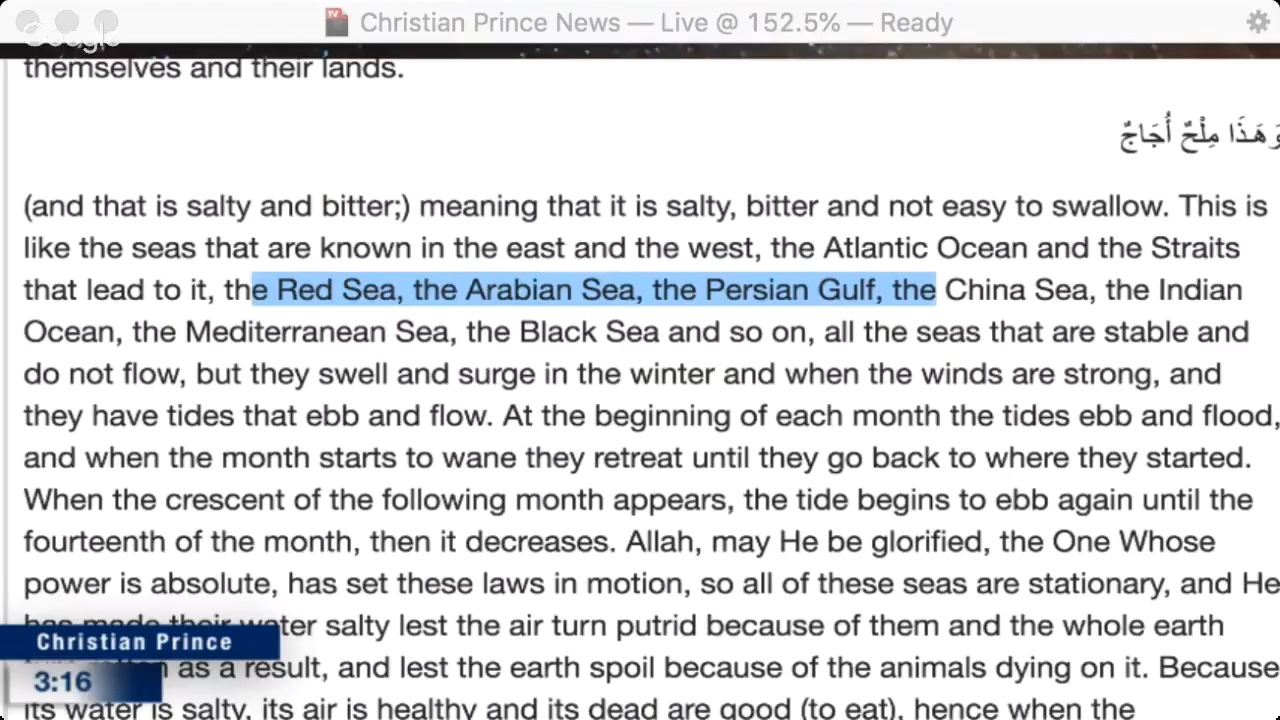 Christian Prince News — Live @ 152.5% — Ready
Google
themselves and their lands.
وَهَذَا مِلْحٌ أُجَاجٌ
(and that is salty and bitter;) meaning that it is salty, bitter and not easy to swallow. This is
like the seas that are known in the east and the west, the Atlantic Ocean and the Straits
that lead to it, the Red Sea, the Arabian Sea, the Persian Gulf, the China Sea, the Indian
Ocean, the Mediterranean Sea, the Black Sea and so on, all the seas that are stable and
do not flow, but they swell and surge in the winter and when the winds are strong, and
they have tides that ebb and flow. At the beginning of each month the tides ebb and flood,
and when the month starts to wane they retreat until they go back to where they started.
When the crescent of the following month appears, the tide begins to ebb again until the
fourteenth of the month, then it decreases. Allah, may He be glorified, the One Whose
power is absolute, has set these laws in motion, so all of these seas are stationary, and He
has made their water salty lest the air turn putrid because of them and the whole earth
as a result, and lest the earth spoil because of the animals dying on it. Because
its water is salty, its air is healthy and its dead are good (to eat), hence when the
Christian Prince
3:16